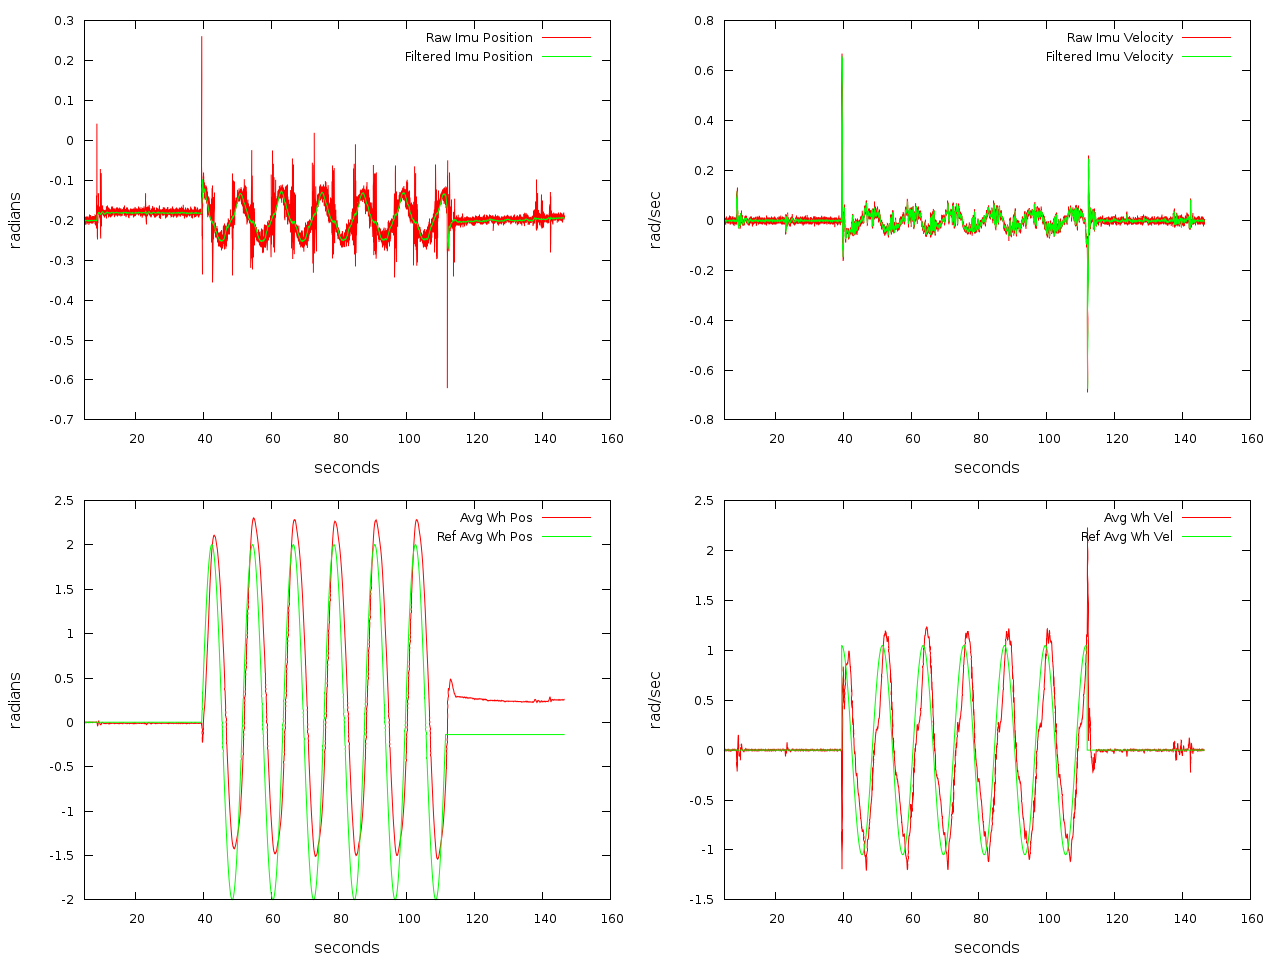 0.3
0.2
0.1
0
-0.1
-0.2
-0.3
-0.4
-0.5
-0.6
-0.7
radians
Raw Imu Position
Filtered Imu Position
20 40 60 80 100 120 140 160
seconds
0.8
0.6
0.4
0.2
0
-0.2
-0.4
-0.6
-0.8
rad/sec
Raw Imu Velocity
Filtered Imu Velocity
20 40 60 80 100 120 140 160
seconds
2.5
2
1.5
1
0.5
0
-0.5
-1
-1.5
-2
radians
Avg Wh Pos
Ref Avg Wh Pos
20 40 60 80 100 120 140 160
seconds
2.5
2
1.5
1
0.5
0
-0.5
-1
-1.5
rad/sec
Avg Wh Vel
Ref Avg Wh Vel
20 40 60 80 100 120 140 160
seconds